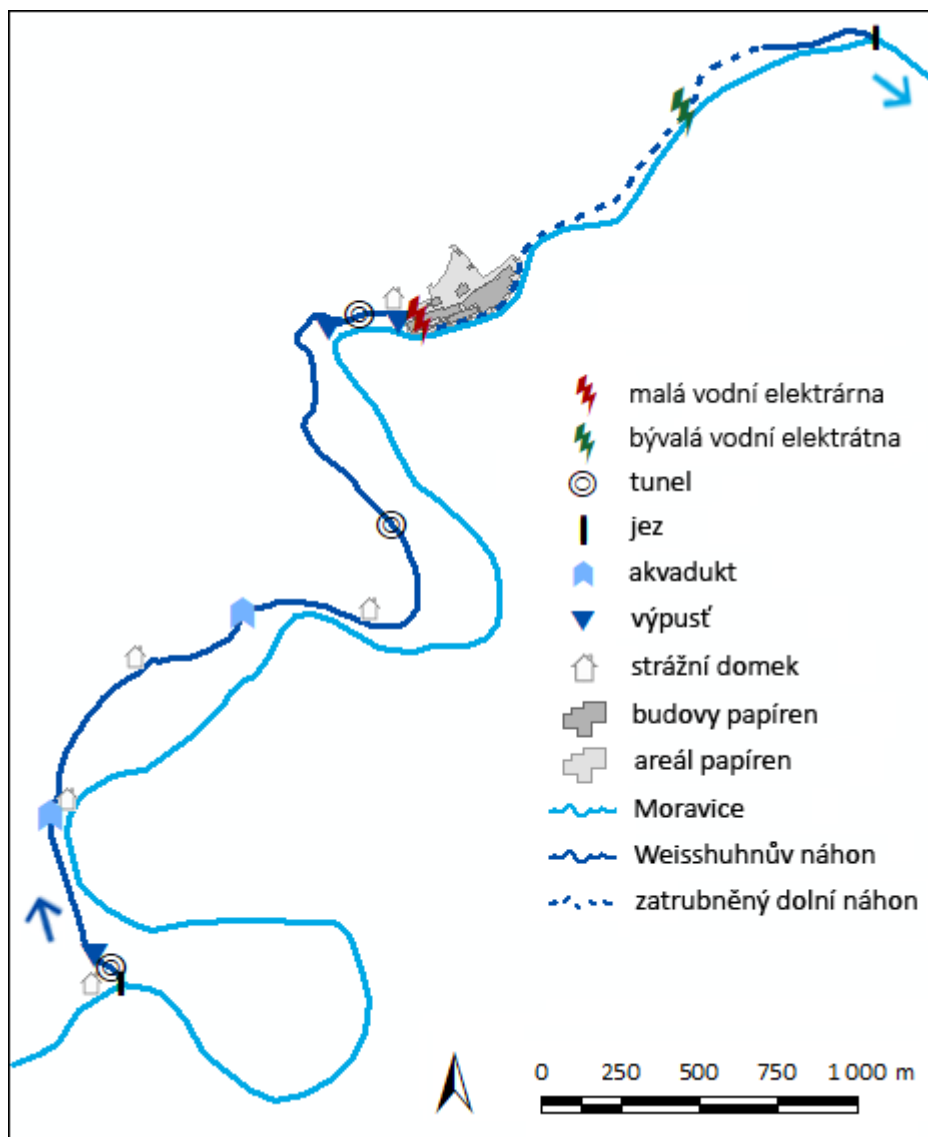 malá vodní elektrárna
bývalá vodní elektrátna
tunel
jez
akvadukt
výpusť
strážní domek
budovy papíren
areál papíren
Moravice
Weisshuhnův náhon
zatrubněný dolní náhon
0 250 500 750 1 000 m